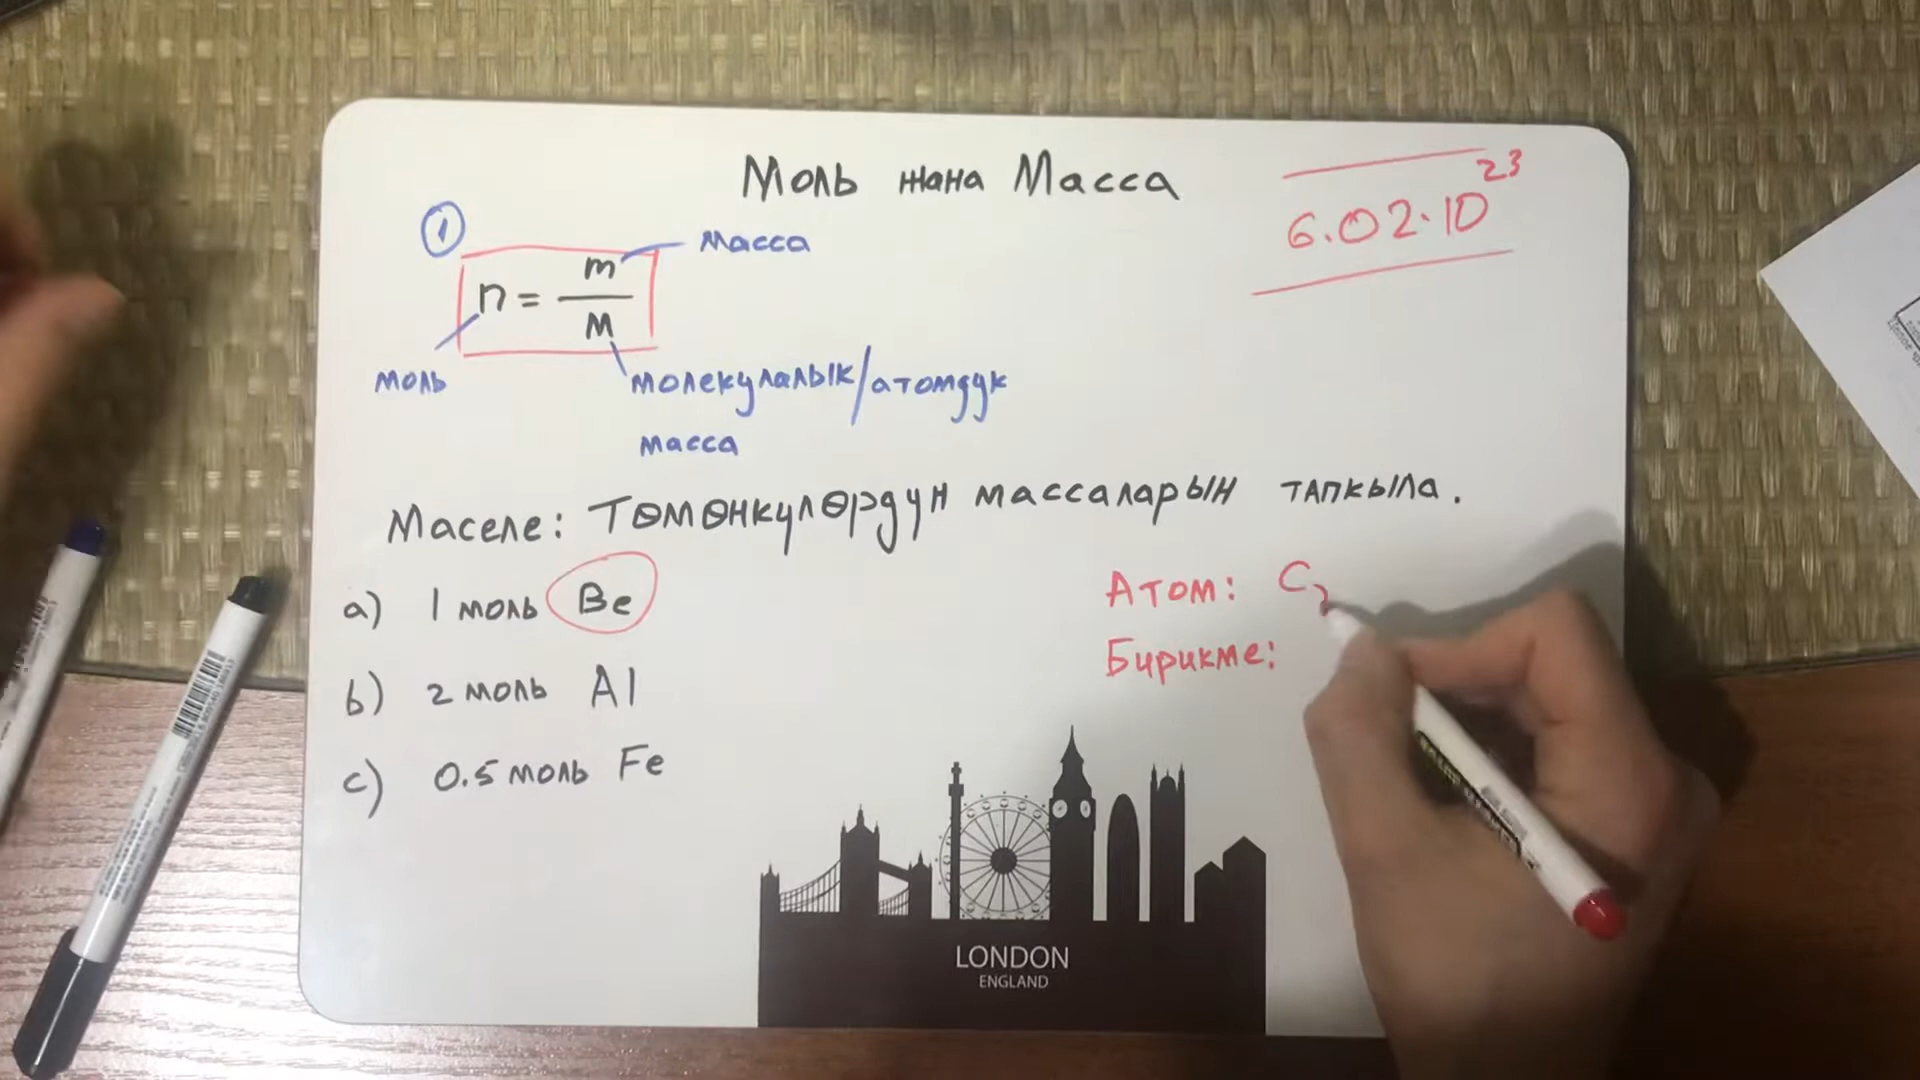 Моль жана Масса
6.02·10²³
1
n = m/M
масса
моль
молекулалык/атомдук
масса
Маселе: Төмөнкүлөрдүн массаларын тапкыла.
a) 1 моль Be
b) 2 моль Al
c) 0.5 моль Fe
Атом: C,
Бирикме:
LONDON
ENGLAND